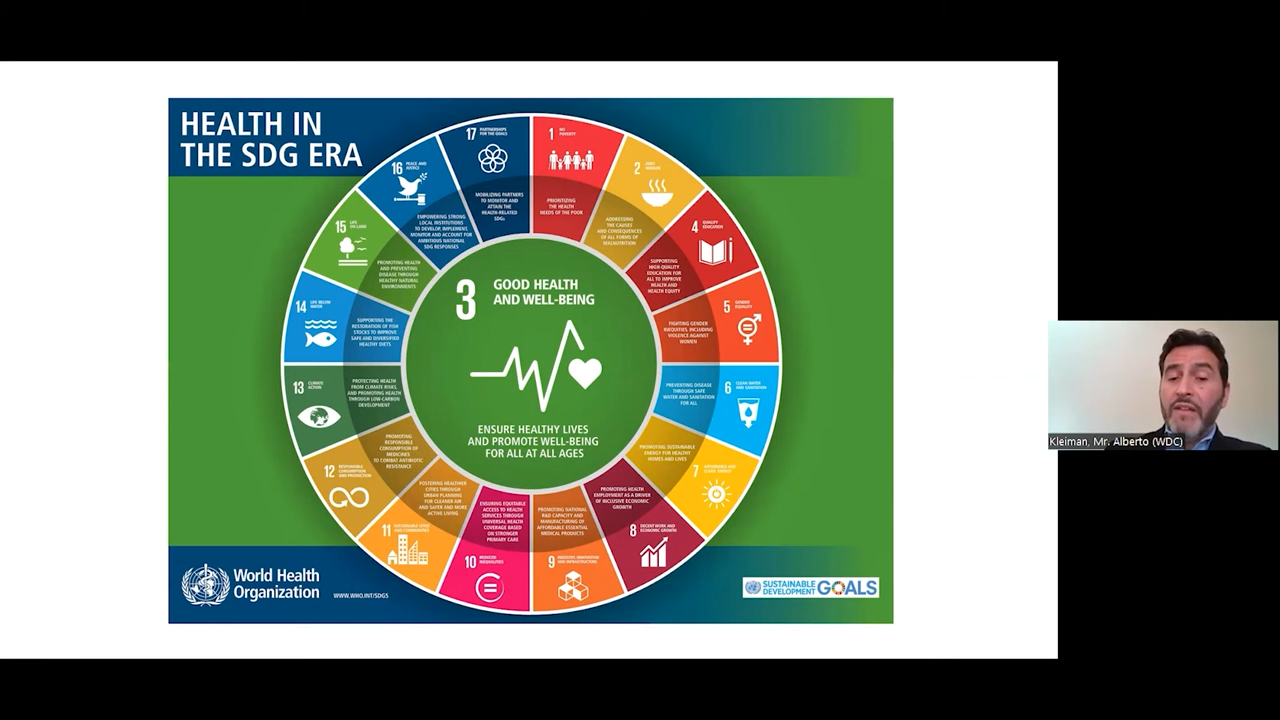 HEALTH IN
THE SDG ERA
1 NO
POVERTY
PRIORITIZING
THE HEALTH
NEEDS OF THE POOR
2 ZERO
HUNGER
ADDRESSING
THE CAUSES
AND CONSEQUENCES
OF ALL FORMS OF
MALNUTRITION
4 QUALITY
EDUCATION
SUPPORTING
HIGH-QUALITY
EDUCATION FOR
ALL TO IMPROVE
HEALTH AND
HEALTH EQUITY
5 GENDER
EQUALITY
FIGHTING GENDER
INEQUITIES, INCLUDING
VIOLENCE AGAINST
WOMEN
6 CLEAN WATER
AND SANITATION
PREVENTING DISEASE
THROUGH SAFE
WATER AND SANITATION
FOR ALL
7 AFFORDABLE AND
CLEAN ENERGY
PROMOTING SUSTAINABLE
ENERGY FOR HEALTHY
HOMES AND LIVES
8 DECENT WORK AND
ECONOMIC GROWTH
PROMOTING HEALTH
EMPLOYMENT AS A DRIVER
OF INCLUSIVE ECONOMIC
GROWTH
9 INDUSTRY, INNOVATION
AND INFRASTRUCTURE
PROMOTING NATIONAL
R&D CAPACITY AND
MANUFACTURING OF
AFFORDABLE ESSENTIAL
MEDICAL PRODUCTS
10 REDUCED
INEQUALITIES
ENSURING EQUITABLE
ACCESS TO HEALTH
SERVICES THROUGH
UNIVERSAL HEALTH
COVERAGE BASED
ON STRONGER
PRIMARY CARE
11 SUSTAINABLE CITIES
AND COMMUNITIES
FOSTERING HEALTHIER
CITIES THROUGH
URBAN PLANNING
FOR CLEANER AIR
AND SAFER AND MORE
ACTIVE LIVING
12 RESPONSIBLE
CONSUMPTION
AND PRODUCTION
PROMOTING
RESPONSIBLE
CONSUMPTION OF
MEDICINES
TO COMBAT ANTIBIOTIC
RESISTANCE
13 CLIMATE
ACTION
PROTECTING HEALTH
FROM CLIMATE RISKS,
AND PROMOTING HEALTH
THROUGH LOW-CARBON
DEVELOPMENT
14 LIFE BELOW
WATER
SUPPORTING THE
RESTORATION OF FISH
STOCKS TO IMPROVE
SAFE AND DIVERSIFIED
HEALTHY DIETS
15 LIFE
ON LAND
PROMOTING HEALTH
AND PREVENTING
DISEASE THROUGH
HEALTHY NATURAL
ENVIRONMENTS
16 PEACE AND
JUSTICE
EMPOWERING STRONG
LOCAL INSTITUTIONS
TO DEVELOP, IMPLEMENT,
MONITOR AND ACCOUNT FOR
AMBITIOUS NATIONAL
SDG RESPONSES
17 PARTNERSHIPS
FOR THE GOALS
MOBILIZING PARTNERS
TO MONITOR AND
ATTAIN THE
HEALTH-RELATED
SDGs
3 GOOD HEALTH
AND WELL-BEING
ENSURE HEALTHY LIVES
AND PROMOTE WELL-BEING
FOR ALL AT ALL AGES
World Health
Organization
WWW.WHO.INT/SDGS
SUSTAINABLE
DEVELOPMENT
GOALS
Kleiman, Mr. Alberto (WDC)